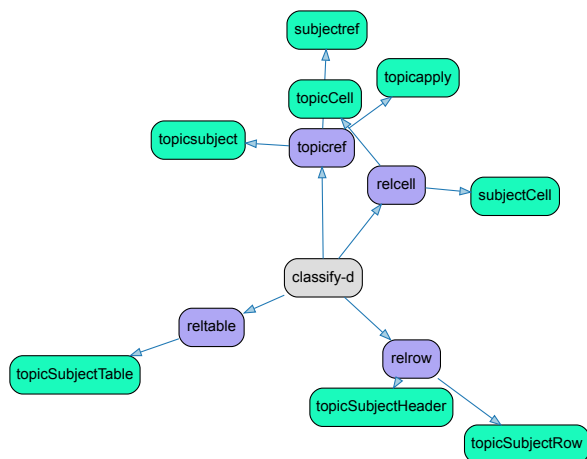 subjectref
topicapply
topicCell
topicsubject
topicref
relcell
subjectCell
classify-d
reltable
relrow
topicSubjectTable
topicSubjectHeader
topicSubjectRow